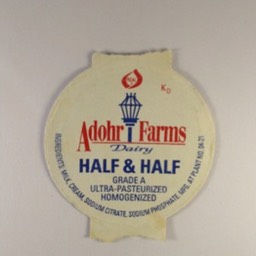 KD
Adohr Farms
Dairy
HALF & HALF
GRADE A
ULTRA-PASTEURIZED
HOMOGENIZED
INGREDIENTS: MILK, CREAM, SODIUM CITRATE, SODIUM PHOSPHATE. MFG. AT PLANT NO. 06-21